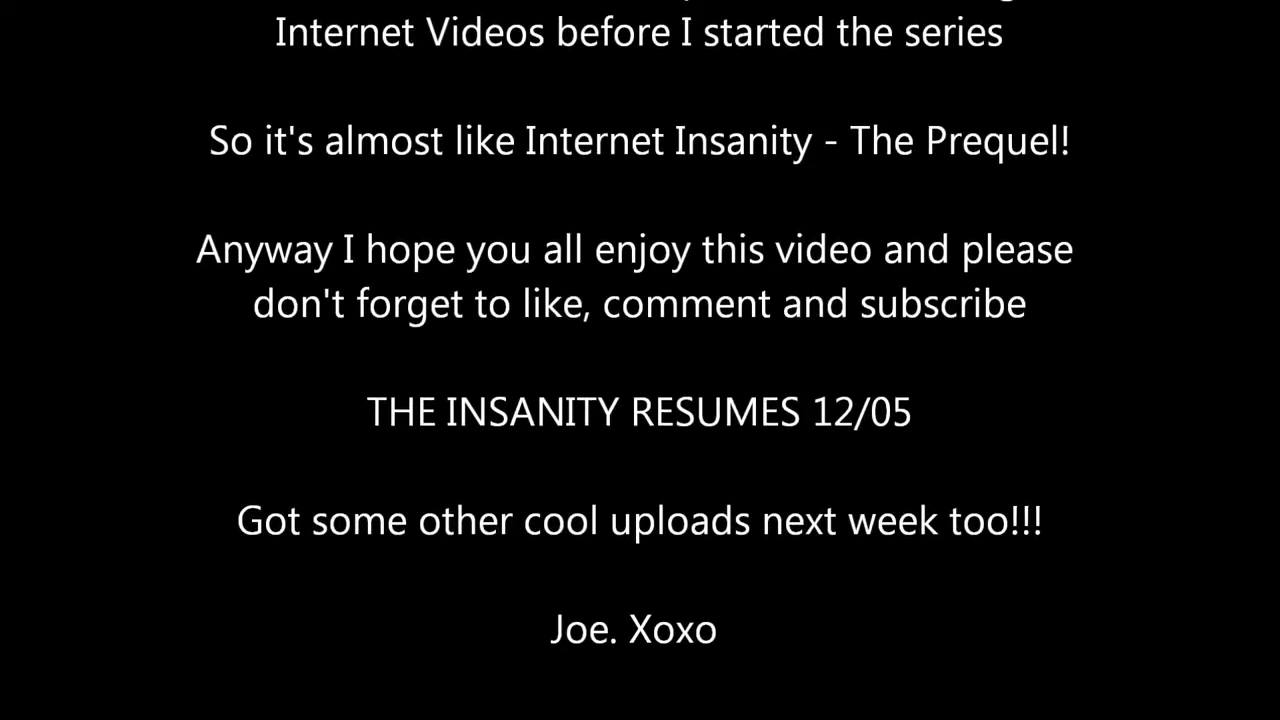 Internet Videos before I started the series
So it's almost like Internet Insanity - The Prequel!
Anyway I hope you all enjoy this video and please
don't forget to like, comment and subscribe
THE INSANITY RESUMES 12/05
Got some other cool uploads next week too!!!
Joe. Xoxo